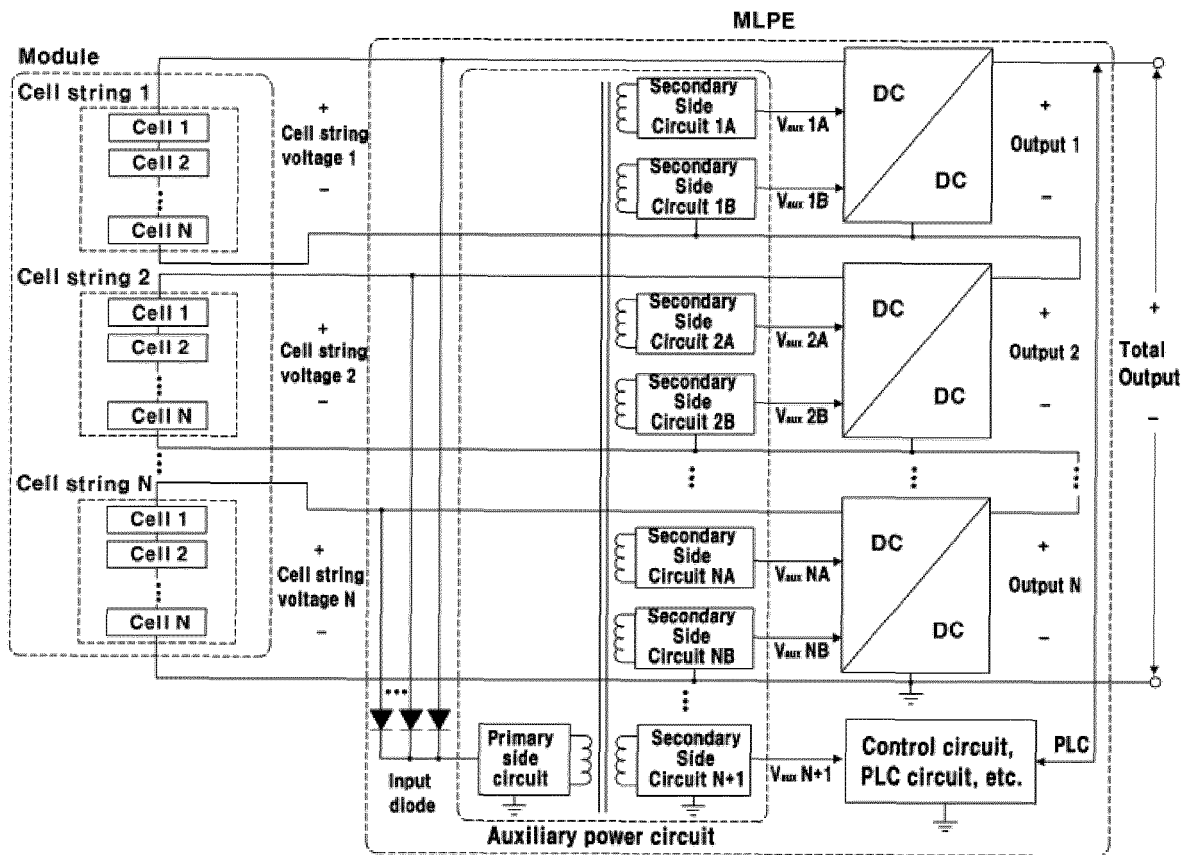 MLPE
Module
Cell string 1
Cell 1
Cell 2
Cell N
+
Cell string
voltage 1
−
Secondary
Side
Circuit 1A
Vaux 1A
Secondary
Side
Circuit 1B
Vaux 1B
DC
DC
+
Output 1
−
Cell string 2
Cell 1
Cell 2
Cell N
+
Cell string
voltage 2
−
Secondary
Side
Circuit 2A
Vaux 2A
Secondary
Side
Circuit 2B
Vaux 2B
DC
DC
+
Output 2
−
+
Total
Output
−
Cell string N
Cell 1
Cell 2
Cell N
+
Cell string
voltage N
−
Secondary
Side
Circuit NA
Vaux NA
Secondary
Side
Circuit NB
Vaux NB
DC
DC
+
Output N
−
Input
diode
Primary
side
circuit
Secondary
Side
Circuit N+1
Vaux N+1
Control circuit,
PLC circuit, etc.
PLC
Auxiliary power circuit